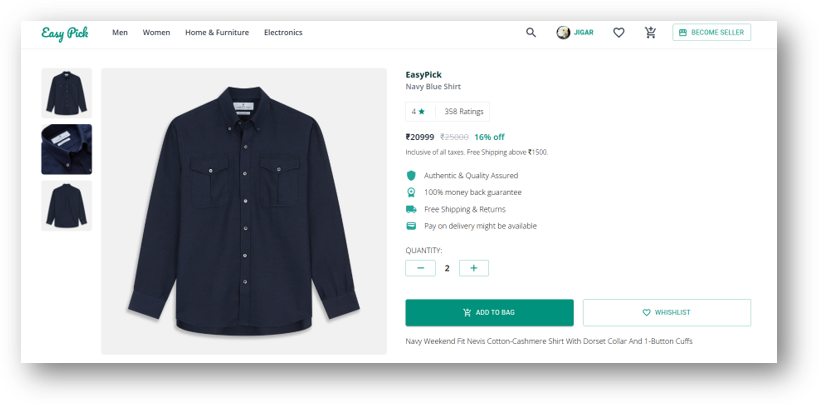 Easy Pick Men Women Home & Furniture Electronics JIGAR BECOME SELLER
EasyPick
Navy Blue Shirt
4 358 Ratings
₹20999 ₹25000 16% off
Inclusive of all taxes. Free Shipping above ₹1500.
Authentic & Quality Assured
100% money back guarantee
Free Shipping & Returns
Pay on delivery might be available
QUANTITY:
− 2 +
ADD TO BAG WHISHLIST
Navy Weekend Fit Nevis Cotton-Cashmere Shirt With Dorset Collar And 1-Button Cuffs